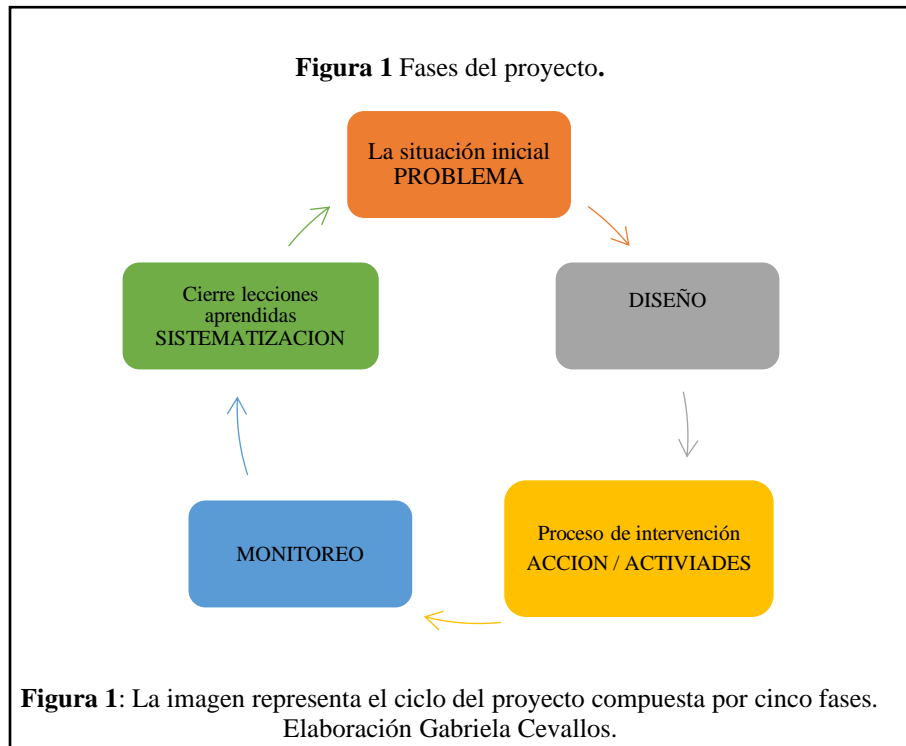 Figura 1 Fases del proyecto.
La situación inicial
PROBLEMA
DISEÑO
Proceso de intervención
ACCION / ACTIVIADES
MONITOREO
Cierre lecciones
aprendidas
SISTEMATIZACION
Figura 1: La imagen representa el ciclo del proyecto compuesta por cinco fases.
Elaboración Gabriela Cevallos.